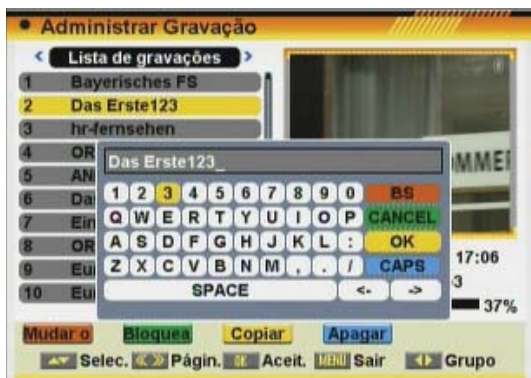 Administrar Gravação
Lista de gravações
1 Bayerisches FS
2 Das Erste123
3 hr-fernsehen
4 OR
5 AN
6 Da
7 Ein
8 OR
9 Eu
10 Eu
MMER
17:06
3
37%
Das Erste123_
1 2 3 4 5 6 7 8 9 0 BS
Q W E R T Y U I O P CANCEL
A S D F G H J K L : OK
Z X C V B N M , . / CAPS
SPACE <- ->
Mudar o Bloquea Copiar Apagar
Selec. Págin. OK Aceit. MENU Sair Grupo